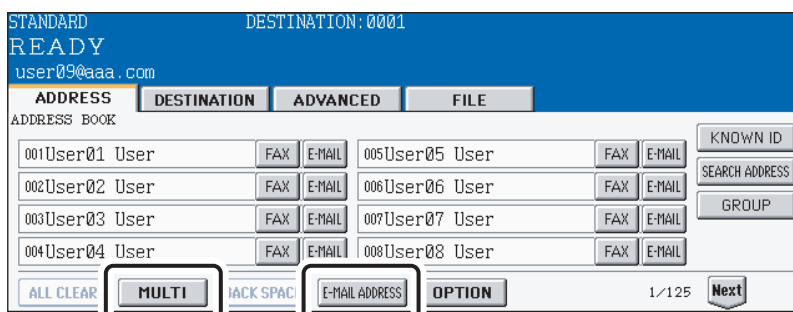 STANDARD DESTINATION:0001
READY
user09@aaa.com
ADDRESS DESTINATION ADVANCED FILE
ADDRESS BOOK
KNOWN ID
001User01 User FAX E-MAIL 005User05 User FAX E-MAIL
SEARCH ADDRESS
002User02 User FAX E-MAIL 006User06 User FAX E-MAIL
GROUP
003User03 User FAX E-MAIL 007User07 User FAX E-MAIL
004User04 User FAX E-MAIL 008User08 User FAX E-MAIL
ALL CLEAR MULTI BACK SPAC E-MAIL ADDRESS OPTION 1/125 Next